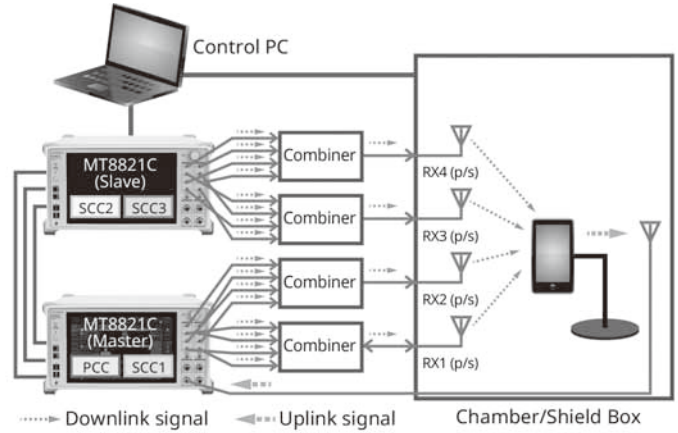 Control PC
MT8821C
(Slave)
SCC2
SCC3
Combiner
RX4 (p/s)
Combiner
RX3 (p/s)
Combiner
RX2 (p/s)
MT8821C
(Master)
PCC
SCC1
Combiner
RX1 (p/s)
Downlink signal
Uplink signal
Chamber/Shield Box